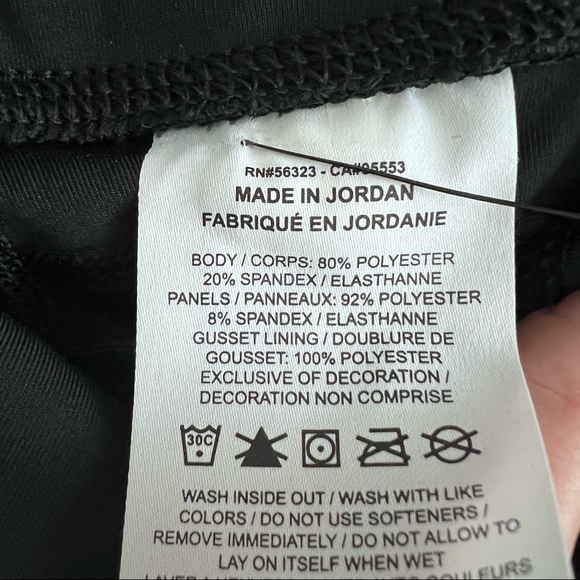 RN#56323 - CA#05553
MADE IN JORDAN
FABRIQUÉ EN JORDANIE
BODY / CORPS: 80% POLYESTER
20% SPANDEX / ELASTHANNE
PANELS / PANNEAUX: 92% POLYESTER
8% SPANDEX / ELASTHANNE
GUSSET LINING / DOUBLURE DE
GOUSSET: 100% POLYESTER
EXCLUSIVE OF DECORATION /
DECORATION NON COMPRISE
30C
WASH INSIDE OUT / WASH WITH LIKE
COLORS / DO NOT USE SOFTENERS /
REMOVE IMMEDIATELY / DO NOT ALLOW TO
LAY ON ITSELF WHEN WET
COULEURS